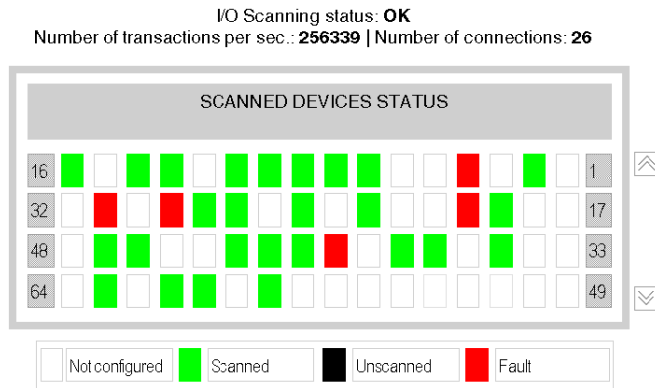 I/O Scanning status: OK
Number of transactions per sec.: 256339 | Number of connections: 26
SCANNED DEVICES STATUS
16 1
32 17
48 33
64 49
Not configured Scanned Unscanned Fault